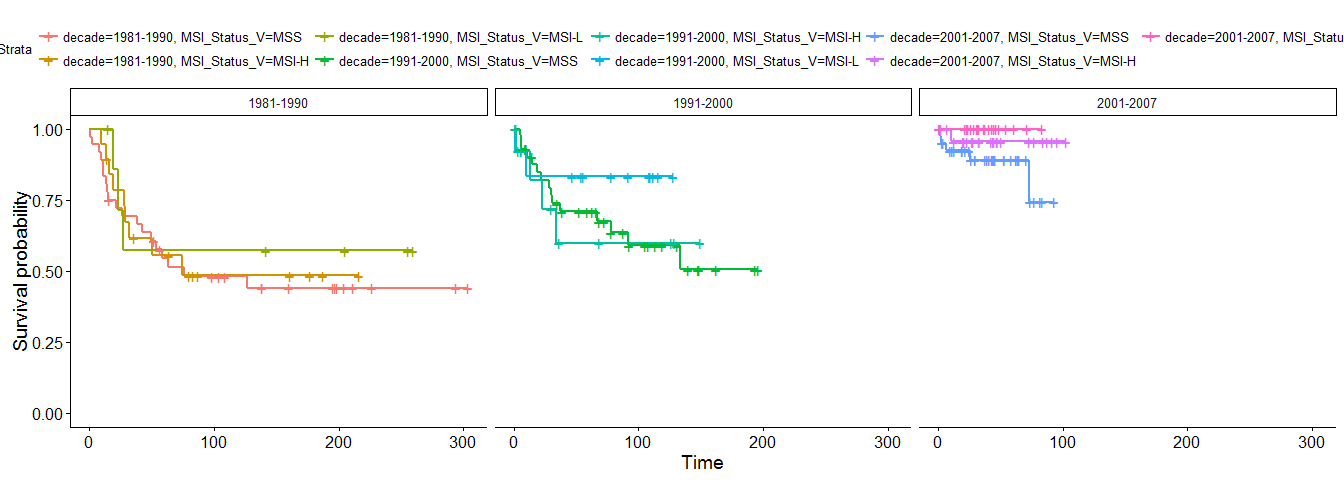 decade=1981-1990, MSI_Status_V=MSS decade=1981-1990, MSI_Status_V=MSI-L decade=1991-2000, MSI_Status_V=MSI-H decade=2001-2007, MSI_Status_V=MSS decade=2001-2007, MSI_Statu
Strata
decade=1981-1990, MSI_Status_V=MSI-H decade=1991-2000, MSI_Status_V=MSS decade=1991-2000, MSI_Status_V=MSI-L decade=2001-2007, MSI_Status_V=MSI-H
1981-1990 1991-2000 2001-2007
1.00
0.75
0.50
0.25
0.00
Survival probability
0 100 200 300 0 100 200 300 0 100 200 300
Time